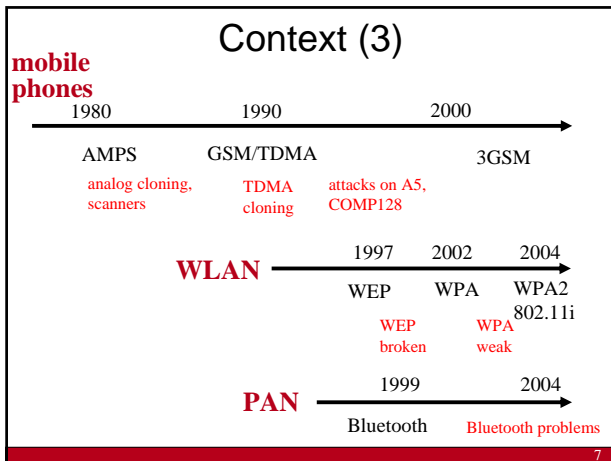 Context (3)
mobile
phones
1980 1990 2000
AMPS GSM/TDMA 3GSM
analog cloning, TDMA attacks on A5,
scanners cloning COMP128
1997 2002 2004
WLAN
WEP WPA WPA2
802.11i
WEP WPA
broken weak
1999 2004
PAN
Bluetooth Bluetooth problems
7